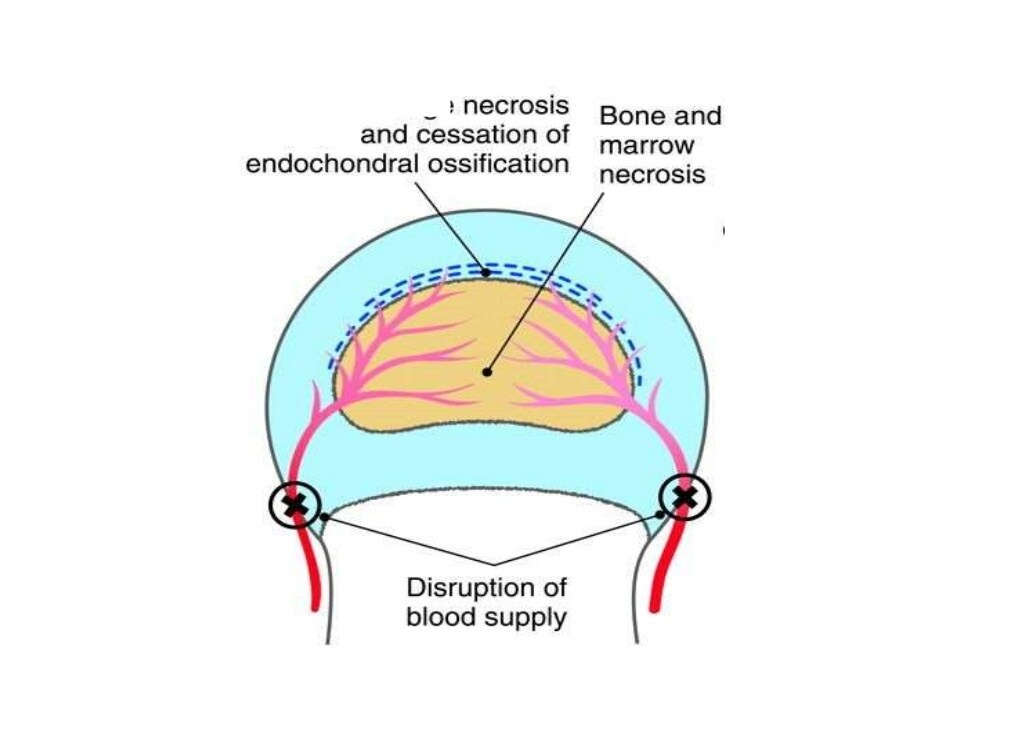 necrosis
and cessation of
endochondral ossification
Bone and
marrow
necrosis
Disruption of
blood supply